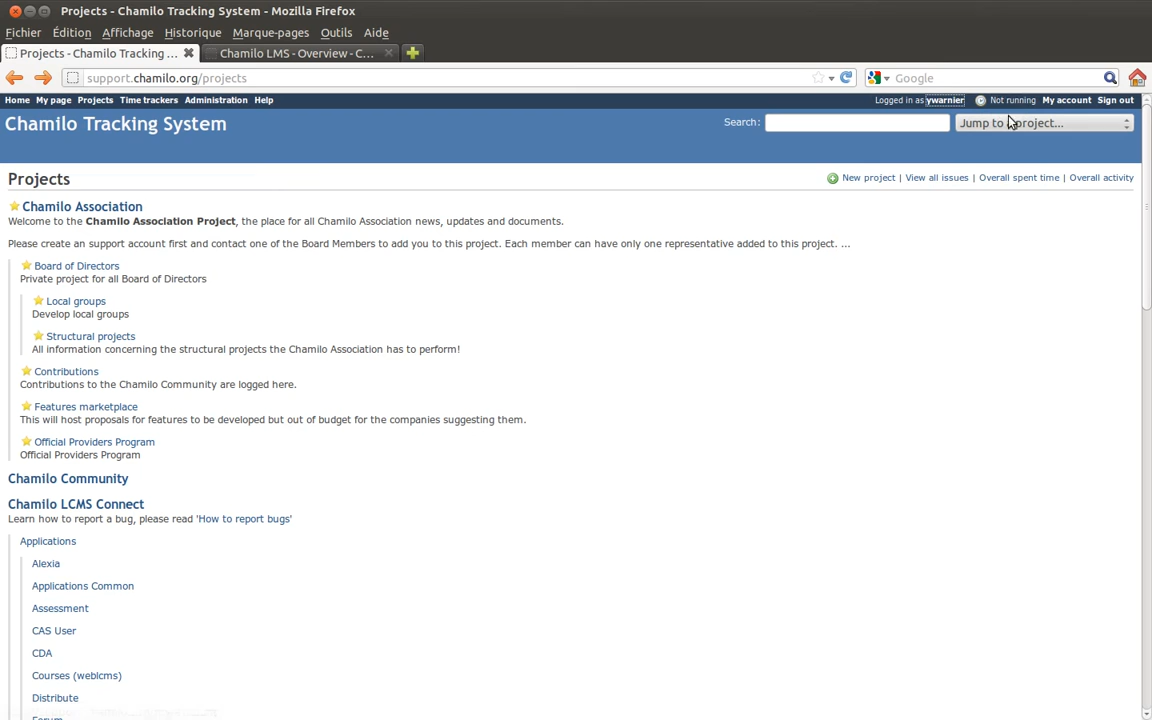 Projects - Chamilo Tracking System - Mozilla Firefox
Fichier Édition Affichage Historique Marque-pages Outils Aide
Projects - Chamilo Tracking ... Chamilo LMS - Overview - C...
support.chamilo.org/projects Google
Home My page Projects Time trackers Administration Help Logged in as ywarnier Not running My account Sign out
Chamilo Tracking System Search: Jump to project...
Projects New project | View all issues | Overall spent time | Overall activity
Chamilo Association
Welcome to the Chamilo Association Project, the place for all Chamilo Association news, updates and documents.
Please create an support account first and contact one of the Board Members to add you to this project. Each member can have only one representative added to this project. ...
Board of Directors
Private project for all Board of Directors
Local groups
Develop local groups
Structural projects
All information concerning the structural projects the Chamilo Association has to perform!
Contributions
Contributions to the Chamilo Community are logged here.
Features marketplace
This will host proposals for features to be developed but out of budget for the companies suggesting them.
Official Providers Program
Official Providers Program
Chamilo Community
Chamilo LCMS Connect
Learn how to report a bug, please read 'How to report bugs'
Applications
Alexia
Applications Common
Assessment
CAS User
CDA
Courses (weblcms)
Distribute